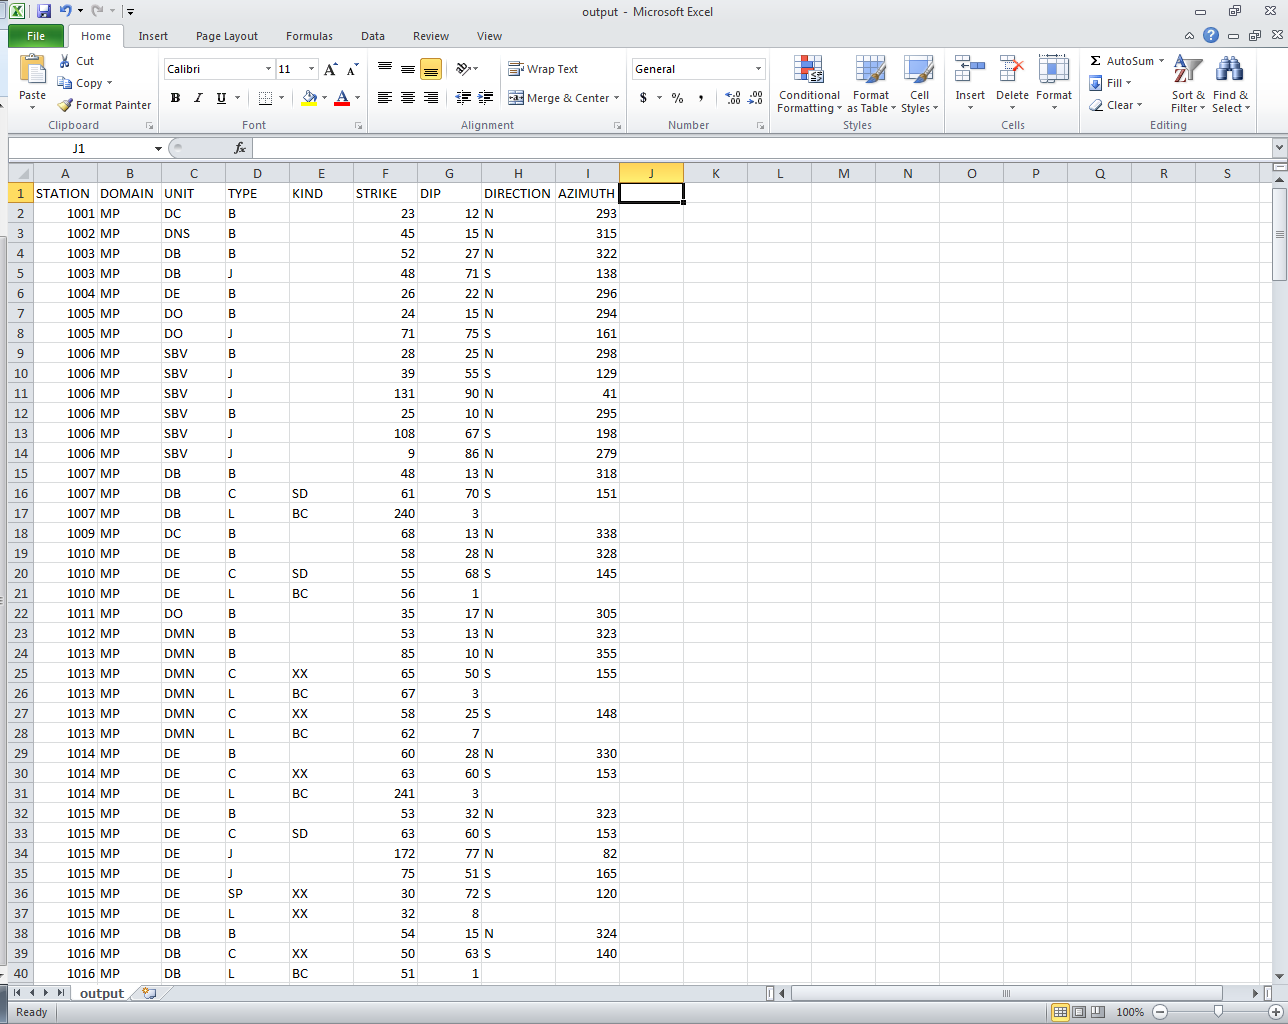 output - Microsoft Excel
File Home Insert Page Layout Formulas Data Review View
Paste Cut Copy Format Painter Clipboard
Calibri 11 B I U Font
Wrap Text Merge & Center Alignment
General $ % , Number
Conditional Formatting Format as Table Cell Styles Styles
Insert Delete Format Cells
Σ AutoSum Fill Clear Sort & Filter Find & Select Editing
J1 fx
A B C D E F G H I J K L M N O P Q R S
1 STATION DOMAIN UNIT TYPE KIND STRIKE DIP DIRECTION AZIMUTH
2 1001 MP DC B 23 12 N 293
3 1002 MP DNS B 45 15 N 315
4 1003 MP DB B 52 27 N 322
5 1003 MP DB J 48 71 S 138
6 1004 MP DE B 26 22 N 296
7 1005 MP DO B 24 15 N 294
8 1005 MP DO J 71 75 S 161
9 1006 MP SBV B 28 25 N 298
10 1006 MP SBV J 39 55 S 129
11 1006 MP SBV J 131 90 N 41
12 1006 MP SBV B 25 10 N 295
13 1006 MP SBV J 108 67 S 198
14 1006 MP SBV J 9 86 N 279
15 1007 MP DB B 48 13 N 318
16 1007 MP DB C SD 61 70 S 151
17 1007 MP DB L BC 240 3
18 1009 MP DC B 68 13 N 338
19 1010 MP DE B 58 28 N 328
20 1010 MP DE C SD 55 68 S 145
21 1010 MP DE L BC 56 1
22 1011 MP DO B 35 17 N 305
23 1012 MP DMN B 53 13 N 323
24 1013 MP DMN B 85 10 N 355
25 1013 MP DMN C XX 65 50 S 155
26 1013 MP DMN L BC 67 3
27 1013 MP DMN C XX 58 25 S 148
28 1013 MP DMN L BC 62 7
29 1014 MP DE B 60 28 N 330
30 1014 MP DE C XX 63 60 S 153
31 1014 MP DE L BC 241 3
32 1015 MP DE B 53 32 N 323
33 1015 MP DE C SD 63 60 S 153
34 1015 MP DE J 172 77 N 82
35 1015 MP DE J 75 51 S 165
36 1015 MP DE SP XX 30 72 S 120
37 1015 MP DE L XX 32 8
38 1016 MP DB B 54 15 N 324
39 1016 MP DB C XX 50 63 S 140
40 1016 MP DB L BC 51 1
output
Ready 100%